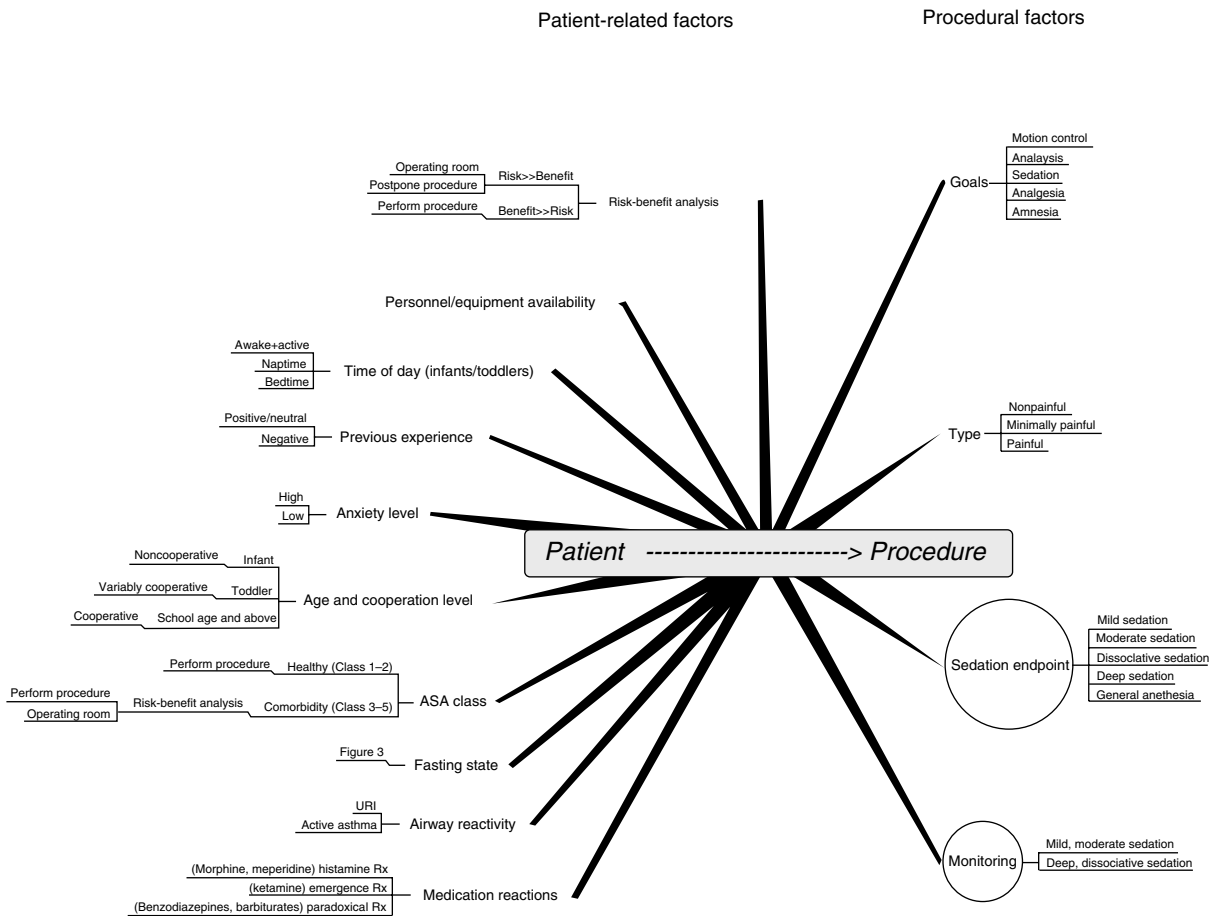 Patient-related factors
Procedural factors
Operating room
Postpone procedure
Risk>>Benefit
Perform procedure
Benefit>>Risk
Risk-benefit analysis
Personnel/equipment availability
Awake+active
Naptime
Bedtime
Time of day (infants/toddlers)
Positive/neutral
Negative
Previous experience
High
Low
Anxiety level
Noncooperative
Infant
Variably cooperative
Toddler
Cooperative
School age and above
Age and cooperation level
Perform procedure
Healthy (Class 1–2)
Perform procedure
Operating room
Risk-benefit analysis
Comorbidity (Class 3–5)
ASA class
Figure 3
Fasting state
URI
Active asthma
Airway reactivity
(Morphine, meperidine) histamine Rx
(ketamine) emergence Rx
(Benzodiazepines, barbiturates) paradoxical Rx
Medication reactions
Patient -----------------------> Procedure
Goals
Motion control
Analaysis
Sedation
Analgesia
Amnesia
Type
Nonpainful
Minimally painful
Painful
Sedation endpoint
Mild sedation
Moderate sedation
Dissoclative sedation
Deep sedation
General anethesia
Monitoring
Mild, moderate sedation
Deep, dissociative sedation